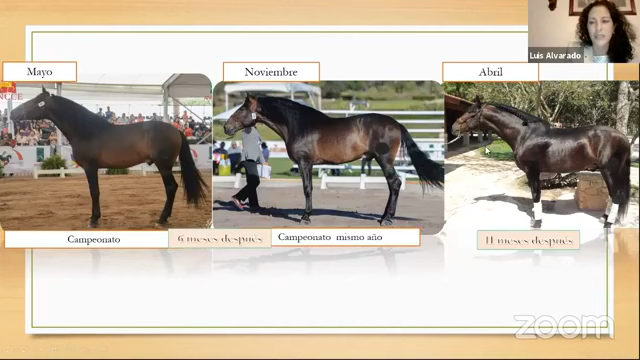 Luis Alvarado
Mayo
Noviembre
Abril
Campeonato
6 meses después
Campeonato mismo año
11 meses después
zoom